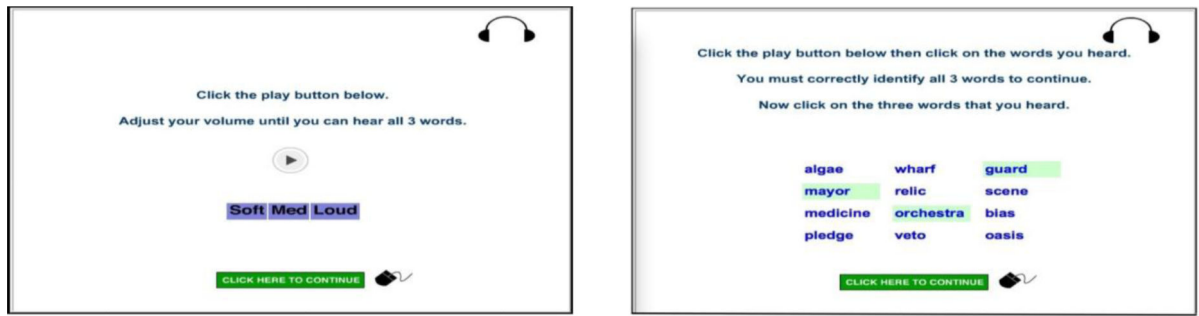 Click the play button below.
Adjust your volume until you can hear all 3 words.
Soft Med Loud
CLICK HERE TO CONTINUE
Click the play button below then click on the words you heard.
You must correctly identify all 3 words to continue.
Now click on the three words that you heard.
algae wharf guard
mayor relic scene
medicine orchestra bias
pledge veto oasis
CLICK HERE TO CONTINUE